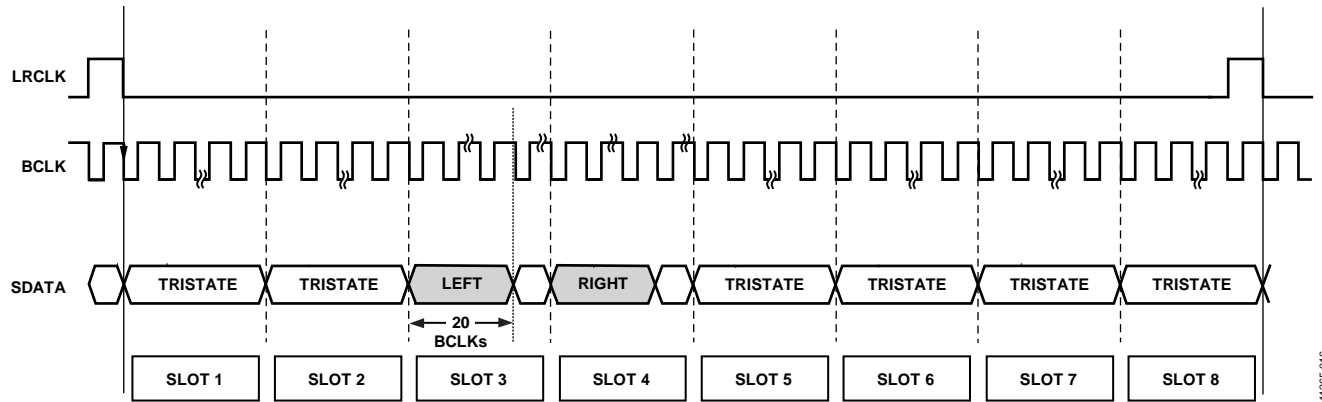 LRCLK
BCLK
SDATA
TRISTATE TRISTATE LEFT RIGHT TRISTATE TRISTATE TRISTATE TRISTATE
20
BCLKs
SLOT 1 SLOT 2 SLOT 3 SLOT 4 SLOT 5 SLOT 6 SLOT 7 SLOT 8